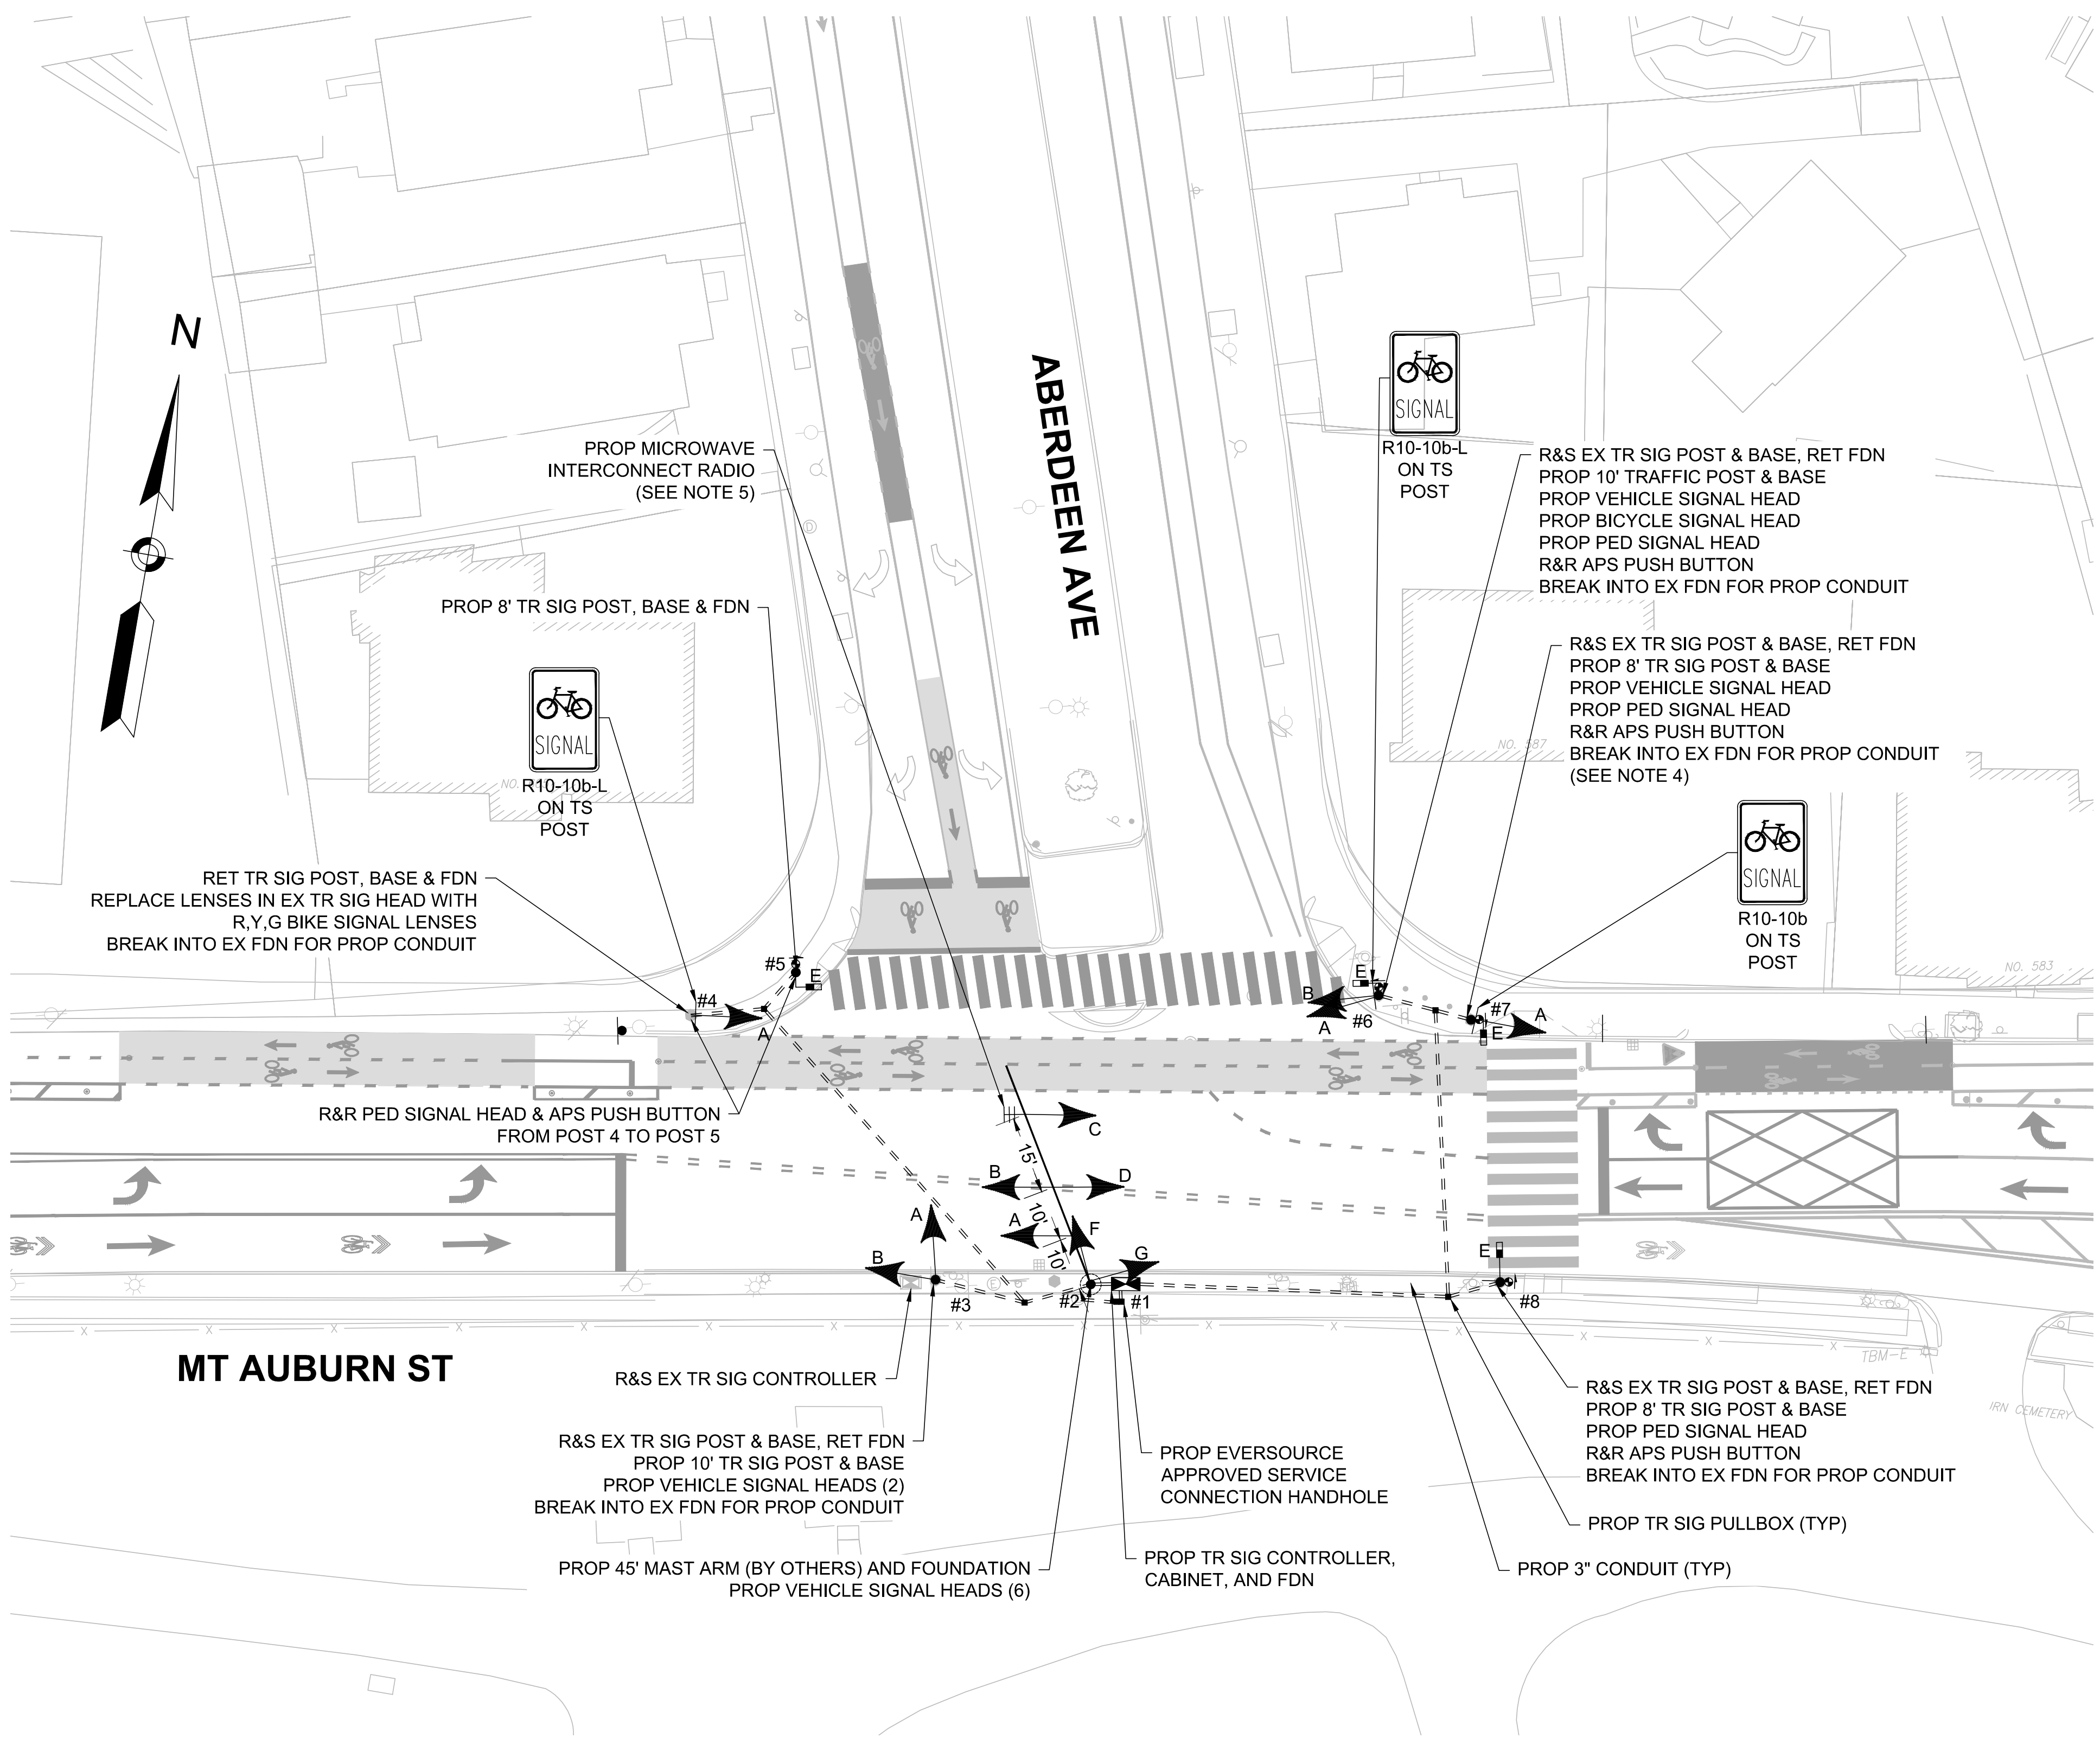 N
ABERDEEN AVE
SIGNAL
R10-10b-L
ON TS
POST
PROP MICROWAVE
INTERCONNECT RADIO
(SEE NOTE 5)
R&S EX TR SIG POST & BASE, RET FDN
PROP 10' TRAFFIC POST & BASE
PROP VEHICLE SIGNAL HEAD
PROP BICYCLE SIGNAL HEAD
PROP PED SIGNAL HEAD
R&R APS PUSH BUTTON
BREAK INTO EX FDN FOR PROP CONDUIT
PROP 8' TR SIG POST, BASE & FDN
R&S EX TR SIG POST & BASE, RET FDN
PROP 8' TR SIG POST & BASE
PROP VEHICLE SIGNAL HEAD
PROP PED SIGNAL HEAD
R&R APS PUSH BUTTON
BREAK INTO EX FDN FOR PROP CONDUIT
(SEE NOTE 4)
NO. 587
D
SIGNAL
NO.
R10-10b-L
ON TS
POST
SIGNAL
R10-10b
ON TS
POST
NO. 583
RET TR SIG POST, BASE & FDN
REPLACE LENSES IN EX TR SIG HEAD WITH
R,Y,G BIKE SIGNAL LENSES
BREAK INTO EX FDN FOR PROP CONDUIT
#5
E
#4
A
E
B
A
#6
H
#7
A
E
R&R PED SIGNAL HEAD & APS PUSH BUTTON
FROM POST 4 TO POST 5
C
15'
B
D
10'
A
A
F
10'
G
B
E
E
#3
#2
#1
#8
MT AUBURN ST
TBM-E
IRN CEMETERY
R&S EX TR SIG CONTROLLER
R&S EX TR SIG POST & BASE, RET FDN
PROP 10' TR SIG POST & BASE
PROP VEHICLE SIGNAL HEADS (2)
BREAK INTO EX FDN FOR PROP CONDUIT
PROP EVERSOURCE
APPROVED SERVICE
CONNECTION HANDHOLE
R&S EX TR SIG POST & BASE, RET FDN
PROP 8' TR SIG POST & BASE
PROP PED SIGNAL HEAD
R&R APS PUSH BUTTON
BREAK INTO EX FDN FOR PROP CONDUIT
PROP TR SIG PULLBOX (TYP)
PROP 45' MAST ARM (BY OTHERS) AND FOUNDATION
PROP VEHICLE SIGNAL HEADS (6)
PROP TR SIG CONTROLLER,
CABINET, AND FDN
PROP 3" CONDUIT (TYP)